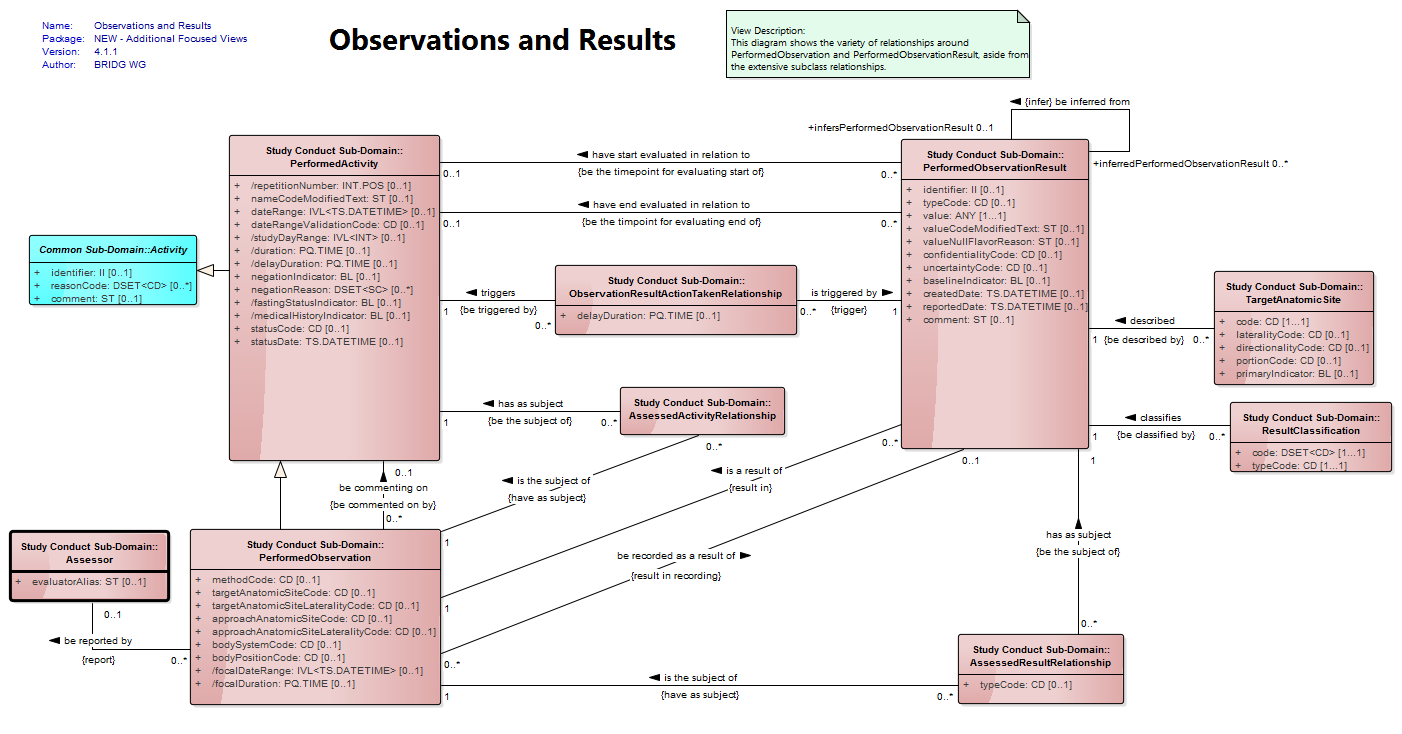 Name: Observations and Results
Package: NEW - Additional Focused Views
Version: 4.1.1
Author: BRIDG WG
Observations and Results
View Description:
This diagram shows the variety of relationships around
PerformedObservation and PerformedObservationResult, aside from
the extensive subclass relationships.
◄ {infer} be inferred from
+infersPerformedObservationResult 0..1
+inferredPerformedObservationResult 0..*
Study Conduct Sub-Domain::
PerformedActivity
+ /repetitionNumber: INT.POS [0..1]
+ nameCodeModifiedText: ST [0..1]
+ dateRange: IVL<TS.DATETIME> [0..1]
+ dateRangeValidationCode: CD [0..1]
+ /studyDayRange: IVL<INT> [0..1]
+ /duration: PQ.TIME [0..1]
+ /delayDuration: PQ.TIME [0..1]
+ negationIndicator: BL [0..1]
+ negationReason: DSET<SC> [0..*]
+ /fastingStatusIndicator: BL [0..1]
+ /medicalHistoryIndicator: BL [0..1]
+ statusCode: CD [0..1]
+ statusDate: TS.DATETIME [0..1]
◄ have start evaluated in relation to
0..1 {be the timepoint for evaluating start of} 0..*
◄ have end evaluated in relation to
0..1 {be the timpoint for evaluating end of} 0..*
Study Conduct Sub-Domain::
PerformedObservationResult
+ identifier: II [0..1]
+ typeCode: CD [0..1]
+ value: ANY [1...1]
+ valueCodeModifiedText: ST [0..1]
+ valueNullFlavorReason: ST [0..1]
+ confidentialityCode: CD [0..1]
+ uncertaintyCode: CD [0..1]
+ baselineIndicator: BL [0..1]
+ createdDate: TS.DATETIME [0..1]
+ reportedDate: TS.DATETIME [0..1]
+ comment: ST [0..1]
Common Sub-Domain::Activity
+ identifier: II [0..1]
+ reasonCode: DSET<CD> [0..*]
+ comment: ST [0..1]
◄ triggers
1 {be triggered by} 0..*
Study Conduct Sub-Domain::
ObservationResultActionTakenRelationship
+ delayDuration: PQ.TIME [0..1]
is triggered by ►
0..* {trigger} 1
Study Conduct Sub-Domain::
TargetAnatomicSite
+ code: CD [1...1]
+ lateralityCode: CD [0..1]
+ directionalityCode: CD [0..1]
+ portionCode: CD [0..1]
+ primaryIndicator: BL [0..1]
◄ described
1 {be described by} 0..*
◄ has as subject
1 {be the subject of} 0..*
Study Conduct Sub-Domain::
AssessedActivityRelationship
0..*
◄ classifies
1 {be classified by} 0..*
Study Conduct Sub-Domain::
ResultClassification
+ code: DSET<CD> [1...1]
+ typeCode: CD [1...1]
0..1
be commenting on
{be commented on by}
0..*
◄ is the subject of
{have as subject}
1
0..*
◄ is a result of
{result in}
1
0..1
be recorded as a result of ►
{result in recording}
0..*
1
has as subject
{be the subject of}
0..*
Study Conduct Sub-Domain::
Assessor
+ evaluatorAlias: ST [0..1]
0..1
◄ be reported by
{report} 0..*
Study Conduct Sub-Domain::
PerformedObservation
+ methodCode: CD [0..1]
+ targetAnatomicSiteCode: CD [0..1]
+ targetAnatomicSiteLateralityCode: CD [0..1]
+ approachAnatomicSiteCode: CD [0..1]
+ approachAnatomicSiteLateralityCode: CD [0..1]
+ bodySystemCode: CD [0..1]
+ bodyPositionCode: CD [0..1]
+ /focalDateRange: IVL<TS.DATETIME> [0..1]
+ /focalDuration: PQ.TIME [0..1]
◄ is the subject of
1 {have as subject} 0..*
Study Conduct Sub-Domain::
AssessedResultRelationship
+ typeCode: CD [0..1]